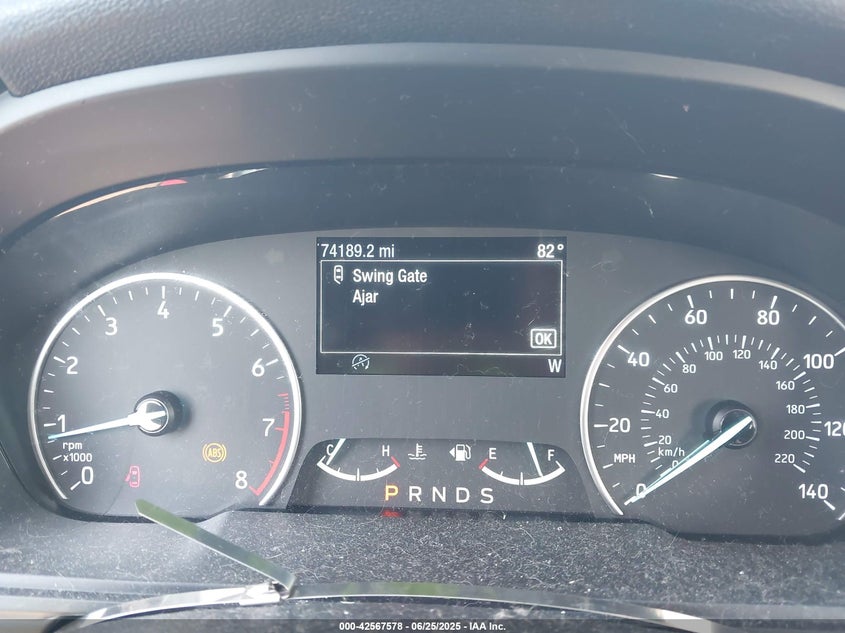 74189.2 mi 82°
Swing Gate
Ajar
OK
W
0 1 2 3 4 5 6 7 8
rpm
x1000
ABS
C H E F
P R N D S
0 20 40 60 80 100 120 140
MPH
0 20 40 60 80 100 120 140 160 180 200 220
km/h
000-42567578 - 06/25/2025 - IAA Inc.